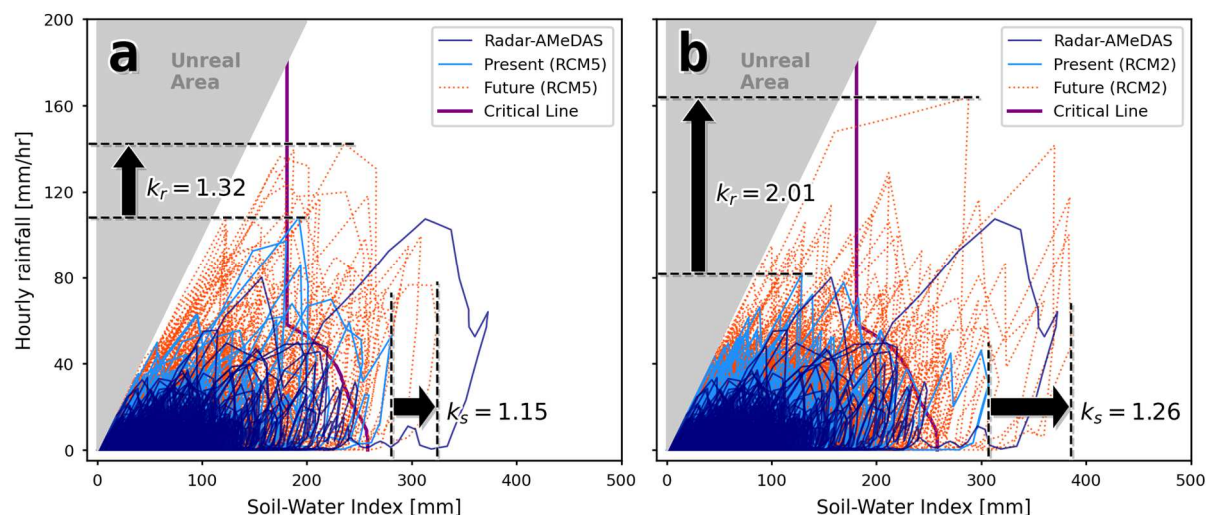 a
Unreal
Area
Radar-AMeDAS
Present (RCM5)
Future (RCM5)
Critical Line
k_r = 1.32
k_s = 1.15
200
160
120
80
40
0
Hourly rainfall [mm/hr]
0 100 200 300 400 500
Soil-Water Index [mm]
b
Unreal
Area
Radar-AMeDAS
Present (RCM2)
Future (RCM2)
Critical Line
k_r = 2.01
k_s = 1.26
0 100 200 300 400 500
Soil-Water Index [mm]